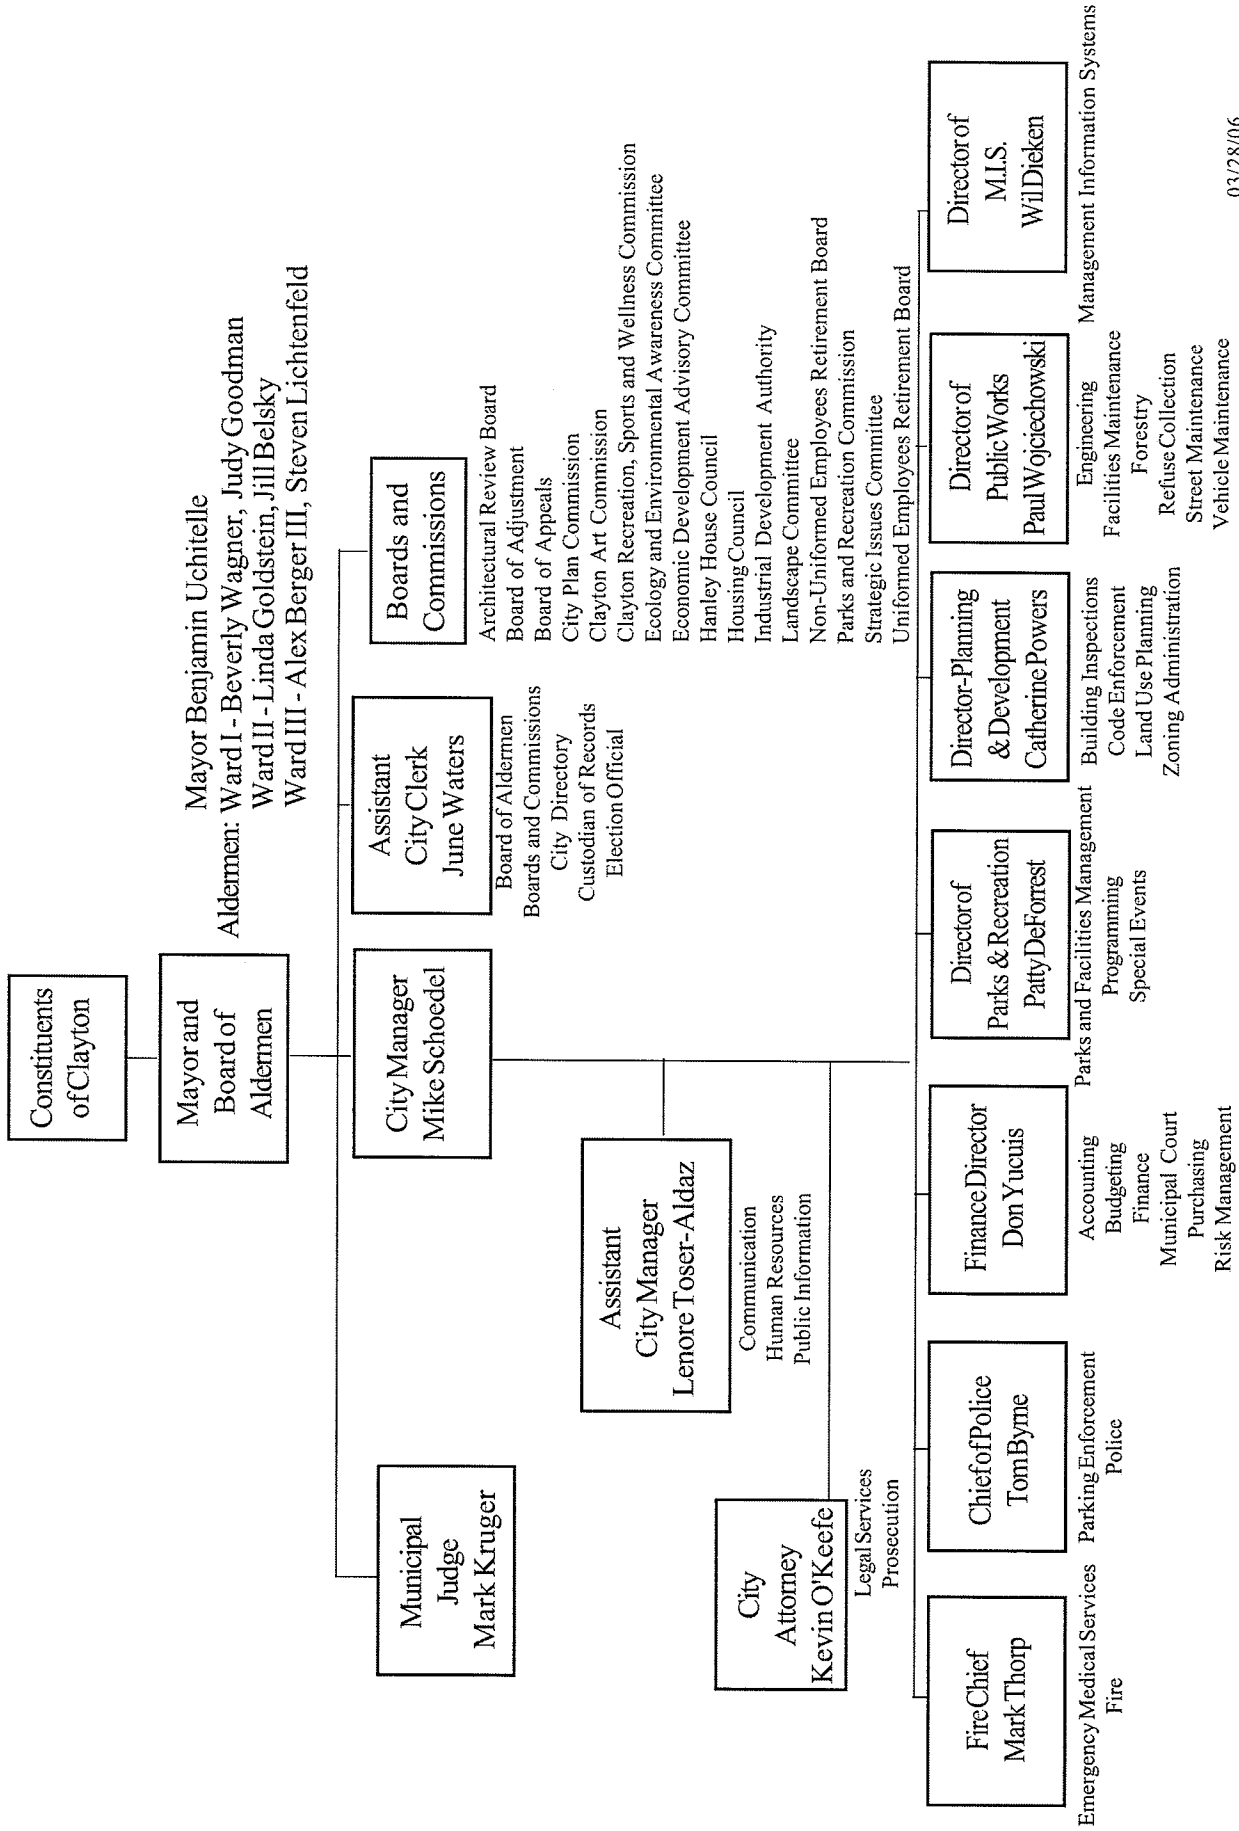 Constituents
of Clayton
Mayor and
Board of
Aldermen
Mayor Benjamin Uchitelle
Aldermen: Ward I - Beverly Wagner, Judy Goodman
Ward II - Linda Goldstein, Jill Belsky
Ward III - Alex Berger III, Steven Lichtenfeld
Municipal
Judge
Mark Kruger
City Manager
Mike Schoedel
Assistant
City Clerk
June Waters
Board of Aldermen
Boards and Commissions
City Directory
Custodian of Records
Election Official
Boards and
Commissions
Architectural Review Board
Board of Adjustment
Board of Appeals
City Plan Commission
Clayton Art Commission
Clayton Recreation, Sports and Wellness Commission
Ecology and Environmental Awareness Committee
Economic Development Advisory Committee
Hanley House Council
Housing Council
Industrial Development Authority
Landscape Committee
Non-Uniformed Employees Retirement Board
Parks and Recreation Commission
Strategic Issues Committee
Uniformed Employees Retirement Board
Assistant
City Manager
Lenore Toser-Aldaz
Communication
Human Resources
Public Information
City
Attorney
Kevin O'Keefe
Legal Services
Prosecution
Fire Chief
Mark Thorp
Emergency Medical Services
Fire
Chief of Police
Tom Byrne
Parking Enforcement
Police
Finance Director
Don Yucuis
Accounting
Budgeting
Finance
Municipal Court
Purchasing
Risk Management
Director of
Parks & Recreation
Patty DeForrest
Parks and Facilities Management
Programming
Special Events
Director-Planning
& Development
Catherine Powers
Building Inspections
Code Enforcement
Land Use Planning
Zoning Administration
Director of
Public Works
Paul Wojciechowski
Engineering
Facilities Maintenance
Forestry
Refuse Collection
Street Maintenance
Vehicle Maintenance
Director of
M.I.S.
Wil Dieken
Management Information Systems
03/28/06